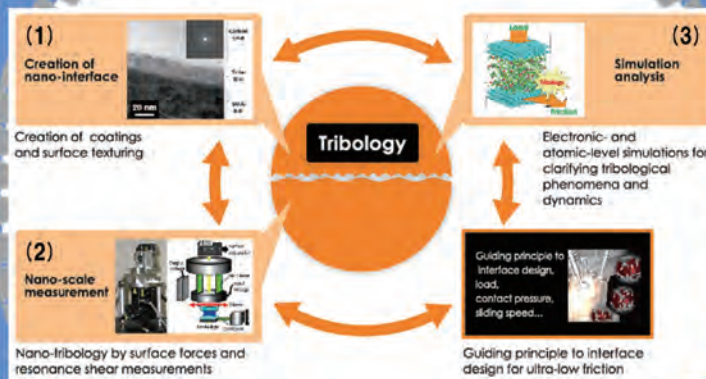 (1)
Creation of
nano-interface
20 nm
Creation of coatings
and surface texturing
(3)
Simulation
analysis
Load
Friction
Electronic- and
atomic-level simulations for
clarifying tribological
phenomena and
dynamics
Tribology
(2)
Nano-scale
measurement
Nano-tribology by surface forces and
resonance shear measurements
Guiding principle to
interface design,
load,
contact pressure,
sliding speed...
Guiding principle to interface
design for ultra-low friction